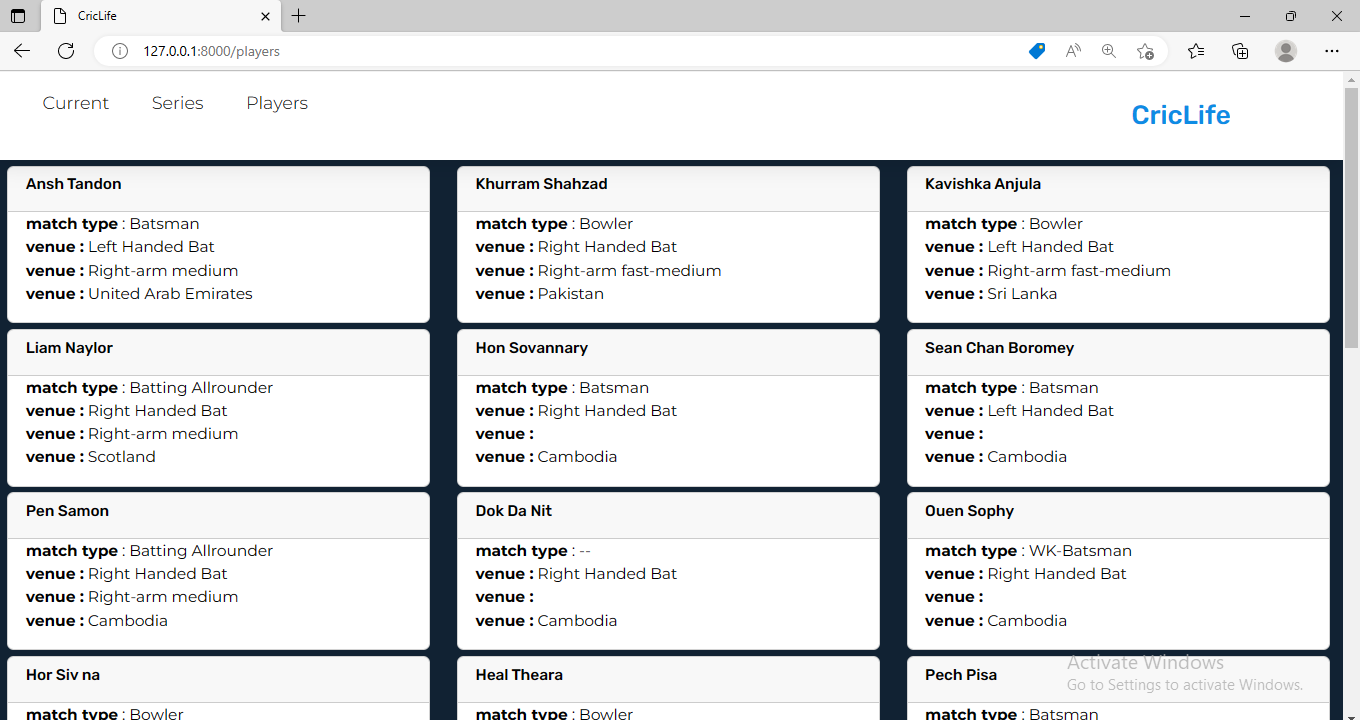 CricLife
127.0.0.1:8000/players
Current Series Players
CricLife
Ansh Tandon
match type : Batsman
venue : Left Handed Bat
venue : Right-arm medium
venue : United Arab Emirates
Khurram Shahzad
match type : Bowler
venue : Right Handed Bat
venue : Right-arm fast-medium
venue : Pakistan
Kavishka Anjula
match type : Bowler
venue : Left Handed Bat
venue : Right-arm fast-medium
venue : Sri Lanka
Liam Naylor
match type : Batting Allrounder
venue : Right Handed Bat
venue : Right-arm medium
venue : Scotland
Hon Sovannary
match type : Batsman
venue : Right Handed Bat
venue :
venue : Cambodia
Sean Chan Boromey
match type : Batsman
venue : Left Handed Bat
venue :
venue : Cambodia
Pen Samon
match type : Batting Allrounder
venue : Right Handed Bat
venue : Right-arm medium
venue : Cambodia
Dok Da Nit
match type : --
venue : Right Handed Bat
venue :
venue : Cambodia
Ouen Sophy
match type : WK-Batsman
venue : Right Handed Bat
venue :
venue : Cambodia
Hor Siv na
match type : Bowler
Heal Theara
match type : Bowler
Pech Pisa
match type : Batsman
Activate Windows
Go to Settings to activate Windows.